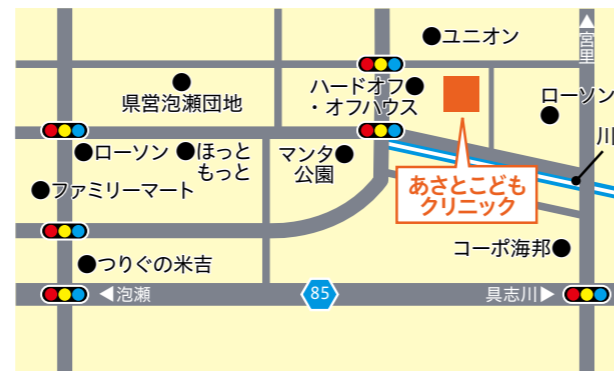 ▲宮里
●ユニオン
ハードオフ●
・オフハウス
●
県営泡瀬団地
ローソン
●
川
●ローソン
●ほっと
もっと
マンタ●
公園
あさとこども
クリニック
●ファミリーマート
コーポ海邦●
●つりぐの米吉
◀泡瀬
85
具志川▶